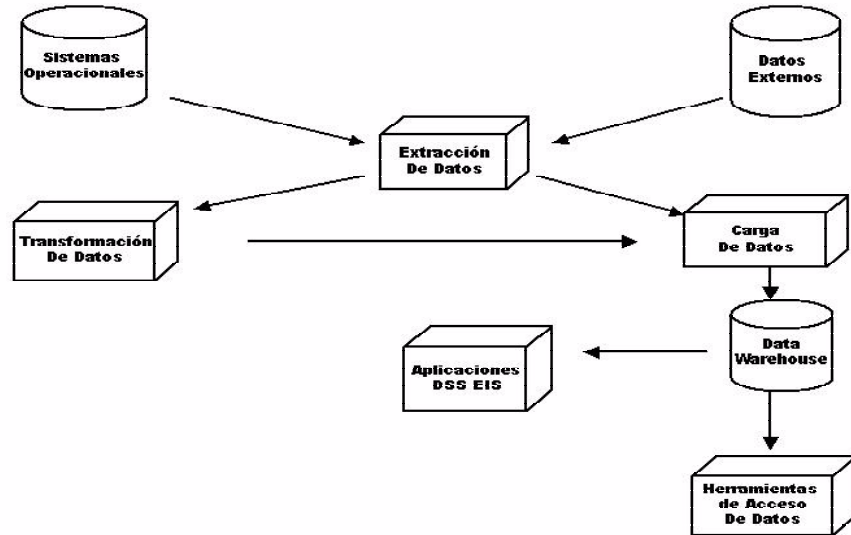 Sistemas
Operacionales
Datos
Externos
Extracción
De Datos
Transformación
De Datos
Carga
De Datos
Aplicaciones
DSS EIS
Data
Warehouse
Herramientas
de Acceso
De Datos